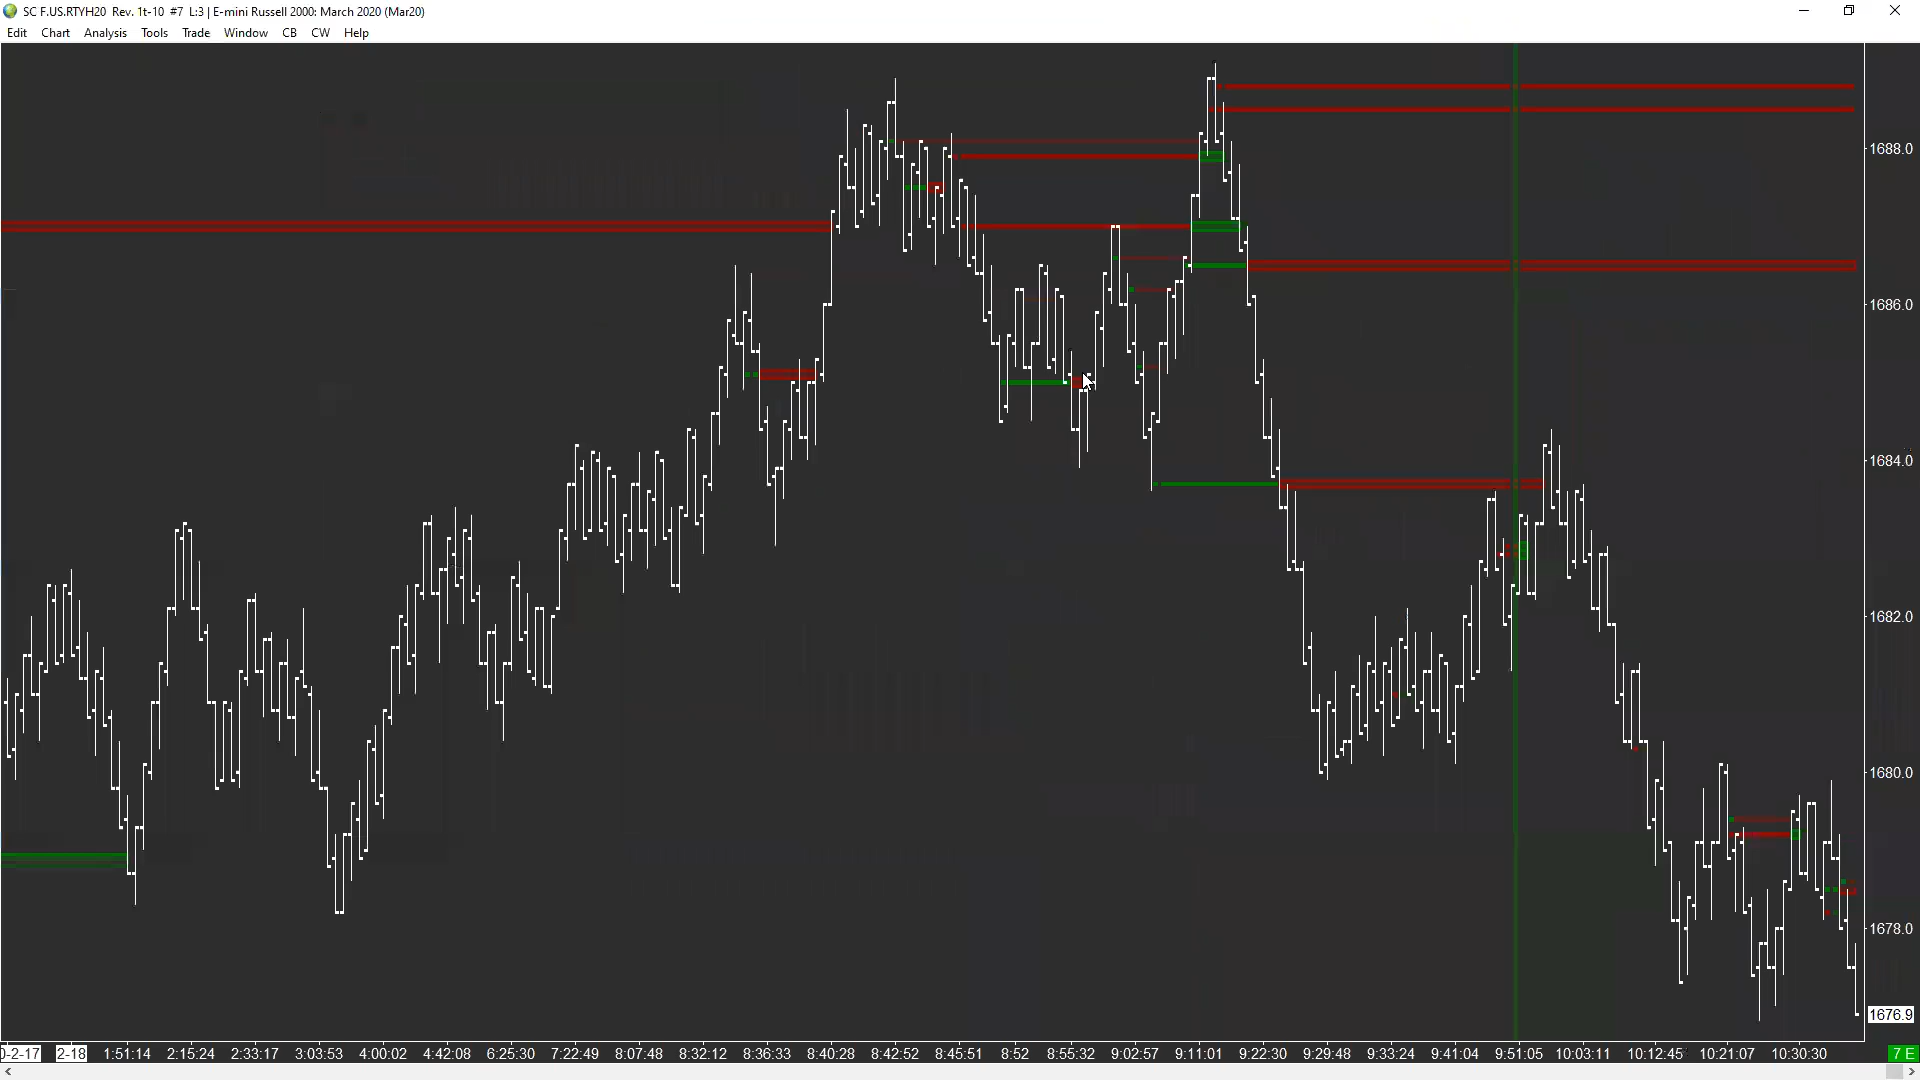 SC F.US.RTYH20 Rev. 1t-10 #7 L:3 | E-mini Russell 2000: March 2020 (Mar20)
Edit Chart Analysis Tools Trade Window CB CW Help
1688.0
1686.0
1684.0
1682.0
1680.0
1678.0
1676.9
0-2-17 2-18 1:51:14 2:15:24 2:33:17 3:03:53 4:00:02 4:42:08 6:25:30 7:22:49 8:07:48 8:32:12 8:36:33 8:40:28 8:42:52 8:45:51 8:52 8:55:32 9:02:57 9:11:01 9:22:30 9:29:48 9:33:24 9:41:04 9:51:05 10:03:11 10:12:45 10:21:07 10:30:30 7 E